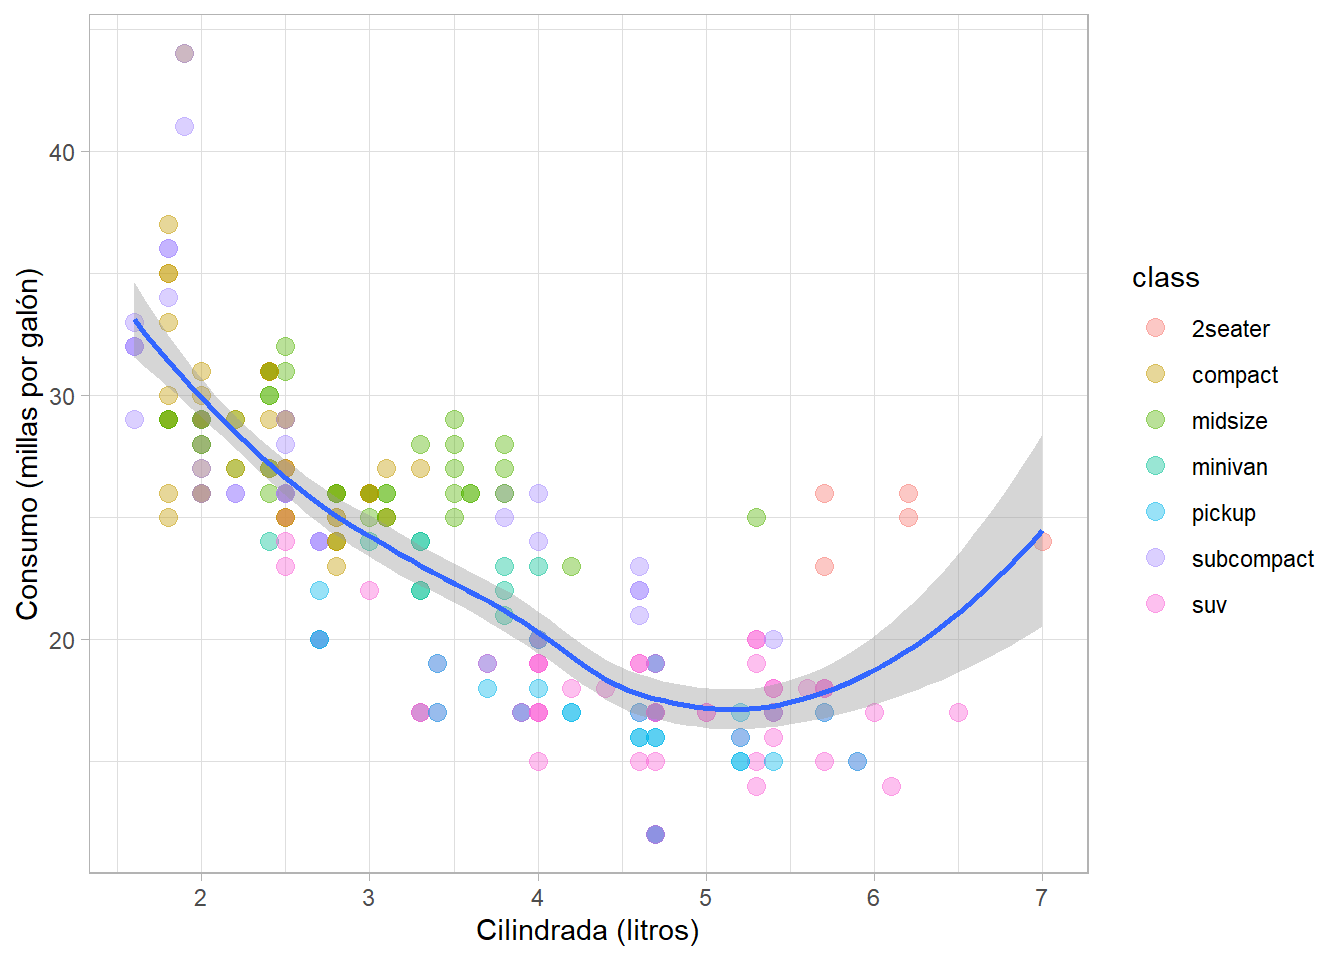 Consumo (millas por galón)
40
30
20
2 3 4 5 6 7
Cilindrada (litros)
class
2seater
compact
midsize
minivan
pickup
subcompact
suv